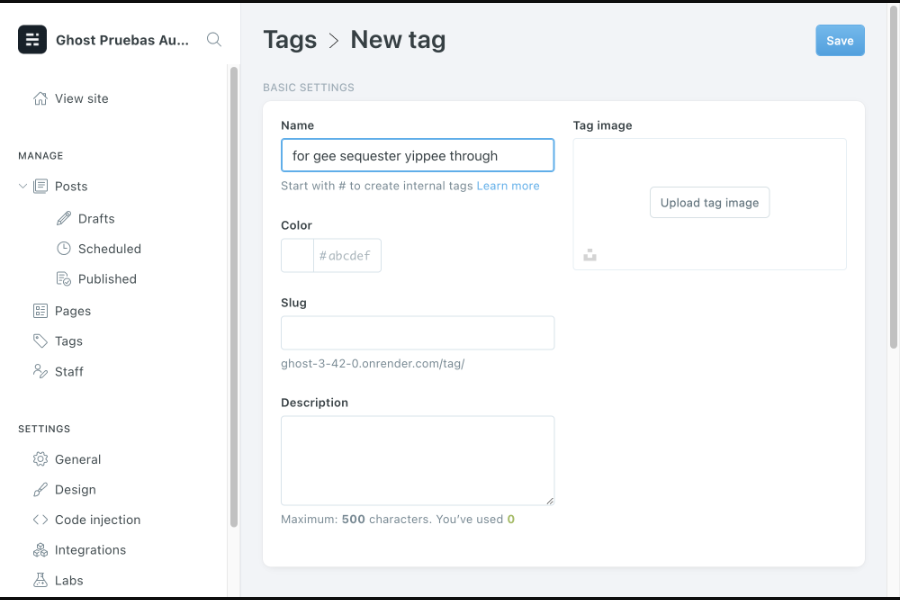 Ghost Pruebas Au...
View site
MANAGE
Posts
Drafts
Scheduled
Published
Pages
Tags
Staff
SETTINGS
General
Design
Code injection
Integrations
Labs
Tags > New tag
Save
BASIC SETTINGS
Name
for gee sequester yippee through
Start with # to create internal tags Learn more
Color
#abcdef
Slug
ghost-3-42-0.onrender.com/tag/
Description
Maximum: 500 characters. You've used 0
Tag image
Upload tag image